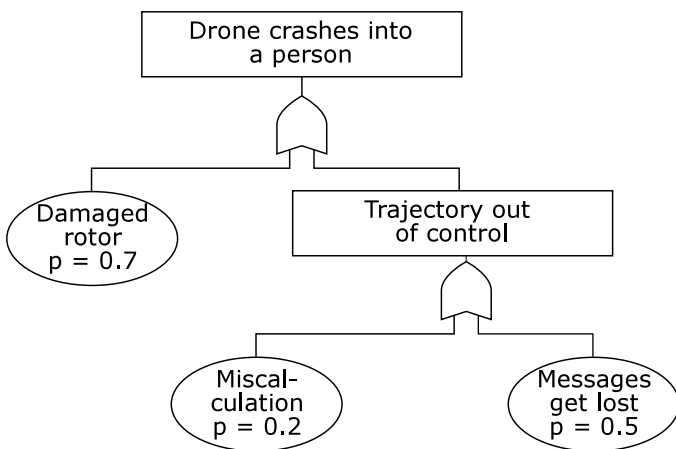 Drone crashes into
a person
Damaged
rotor
p = 0.7
Trajectory out
of control
Miscal-
culation
p = 0.2
Messages
get lost
p = 0.5